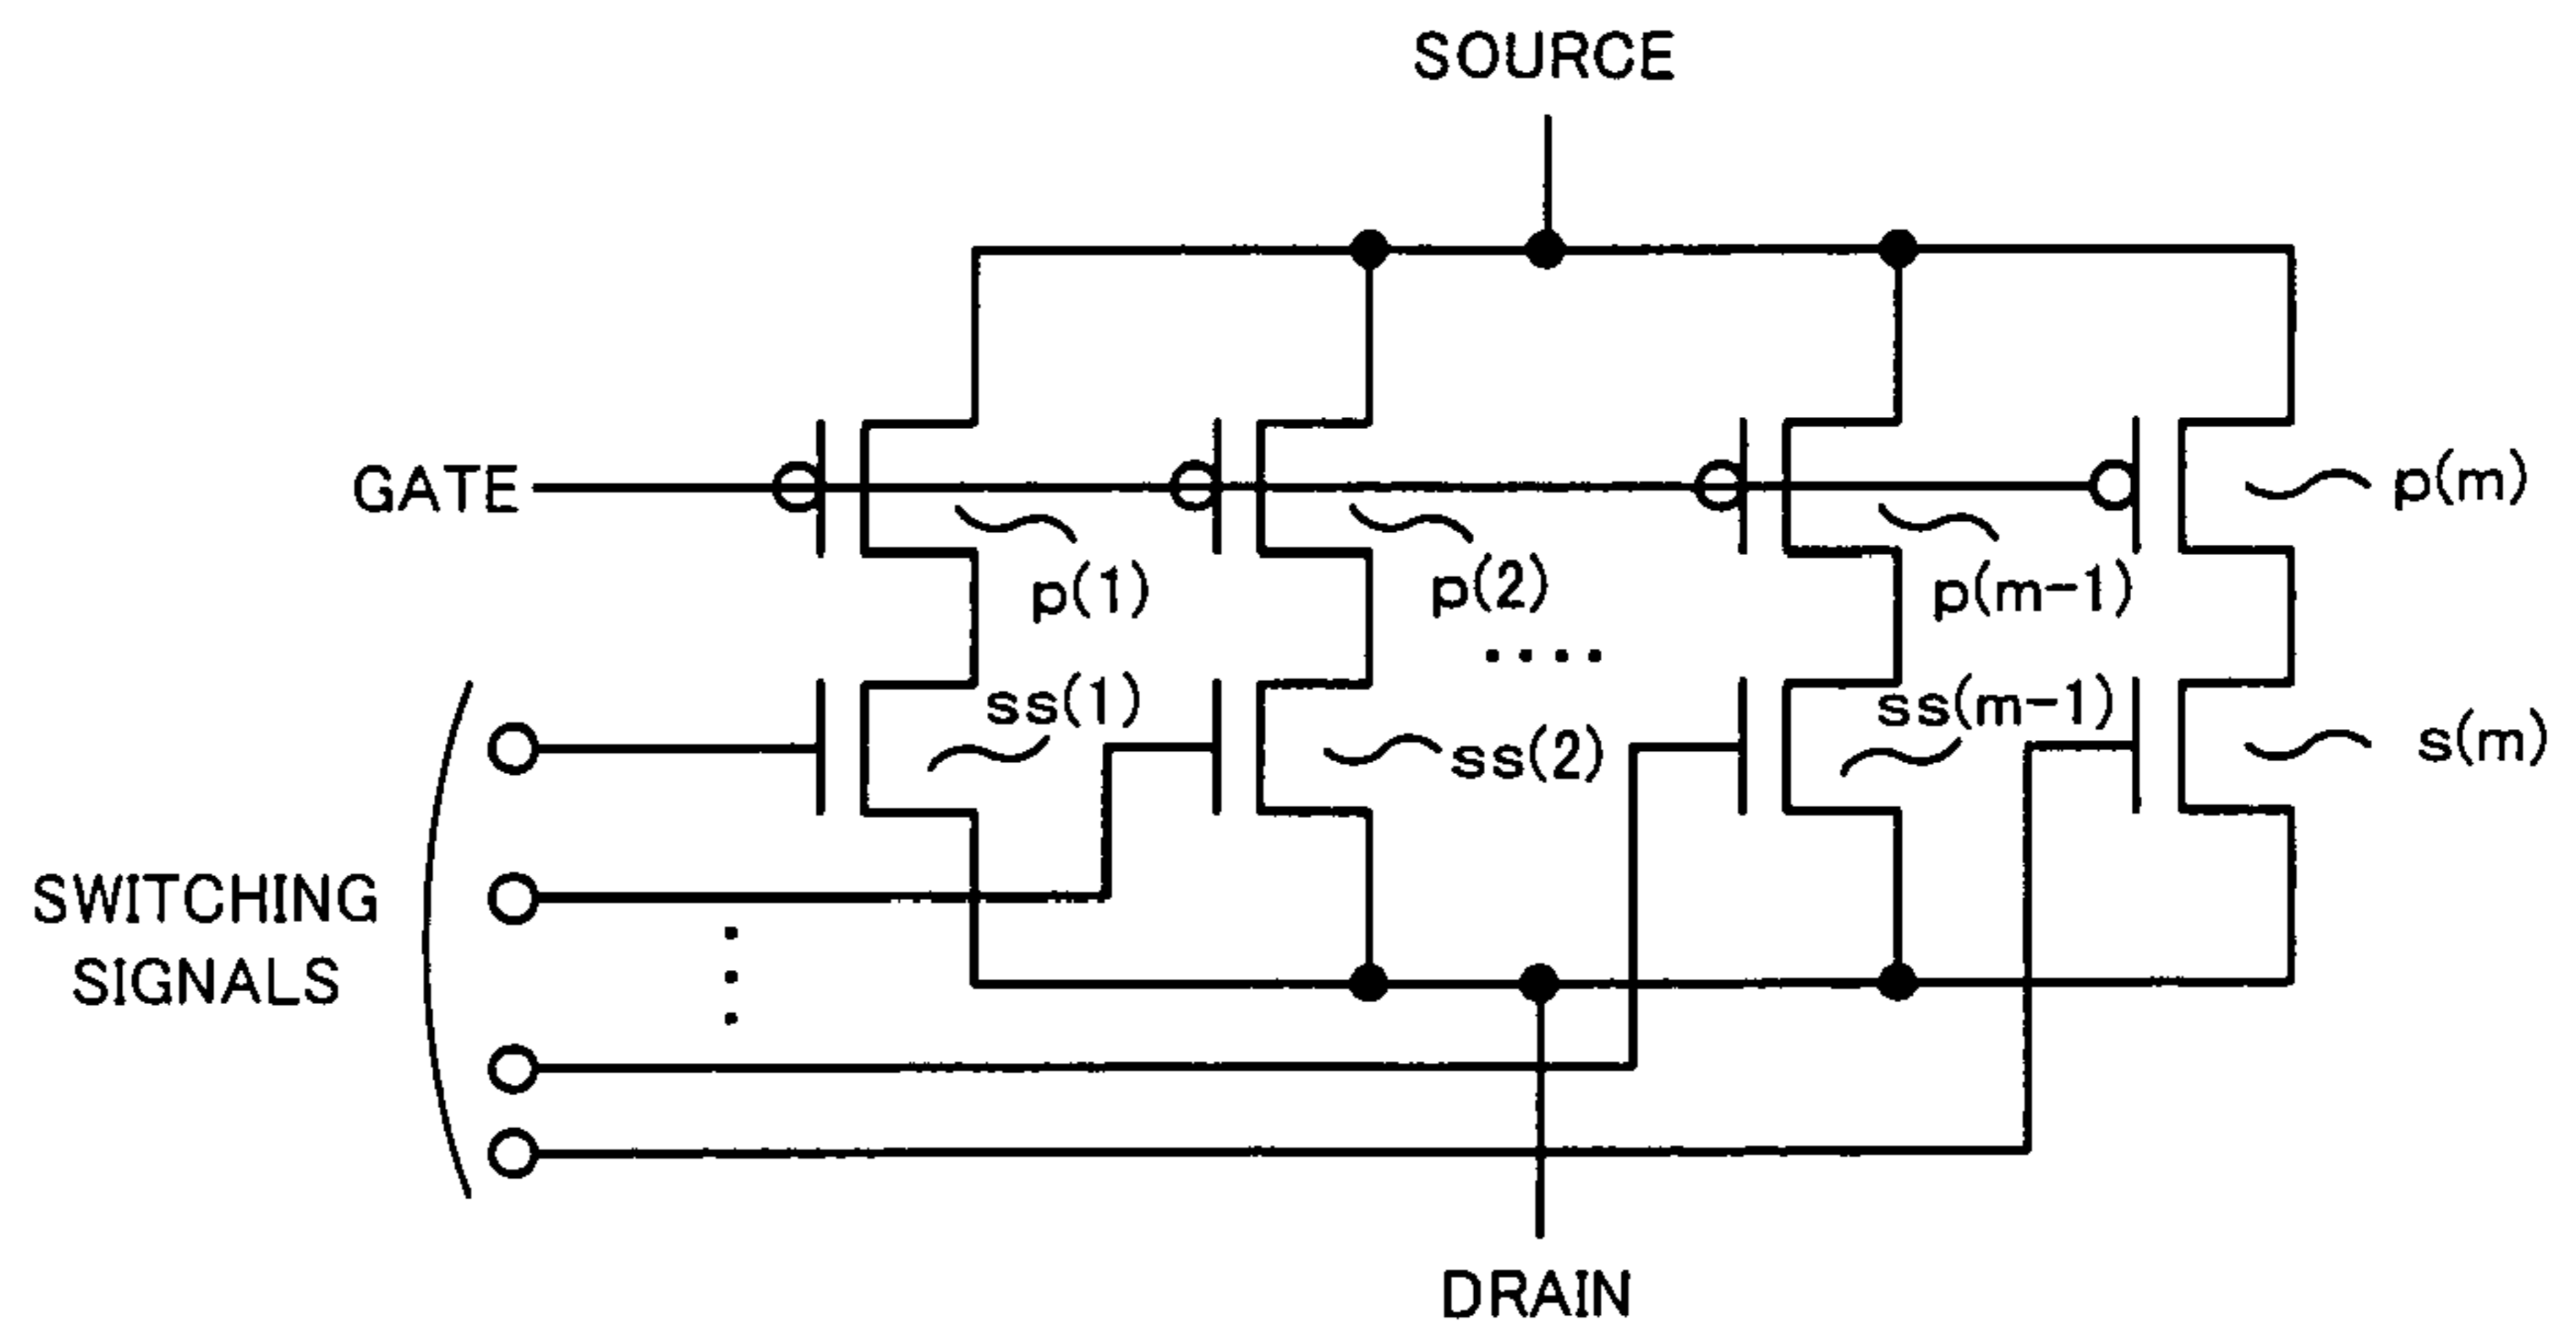 SOURCE
GATE
p(m)
p(1)
p(2)
p(m-1)
ss(1)
ss(m-1)
ss(2)
s(m)
SWITCHING
SIGNALS
DRAIN